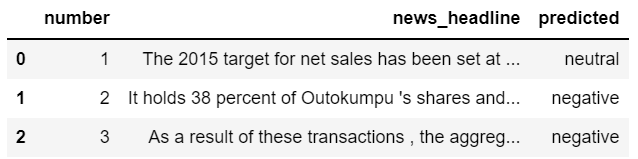 number news_headline predicted
0 1 The 2015 target for net sales has been set at ... neutral
1 2 It holds 38 percent of Outokumpu 's shares and... negative
2 3 As a result of these transactions , the aggreg... negative